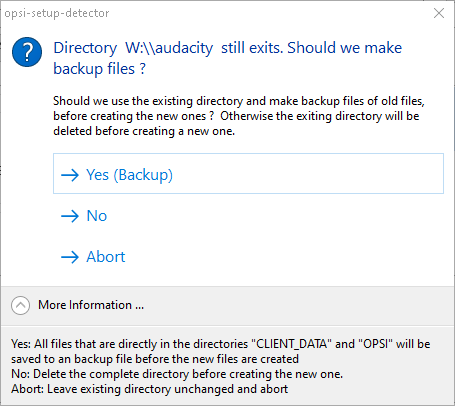 opsi-setup-detector
Directory W:\\audacity still exits. Should we make
backup files ?
Should we use the existing directory and make backup files of old files,
before creating the new ones ? Otherwise the exiting directory will be
deleted before creating a new one.
Yes (Backup)
No
Abort
More Information ...
Yes: All files that are directly in the directories "CLIENT_DATA" and "OPSI" will be
saved to an backup file before the new files are created
No: Delete the complete directory before creating the new one.
Abort: Leave existing directory unchanged and abort